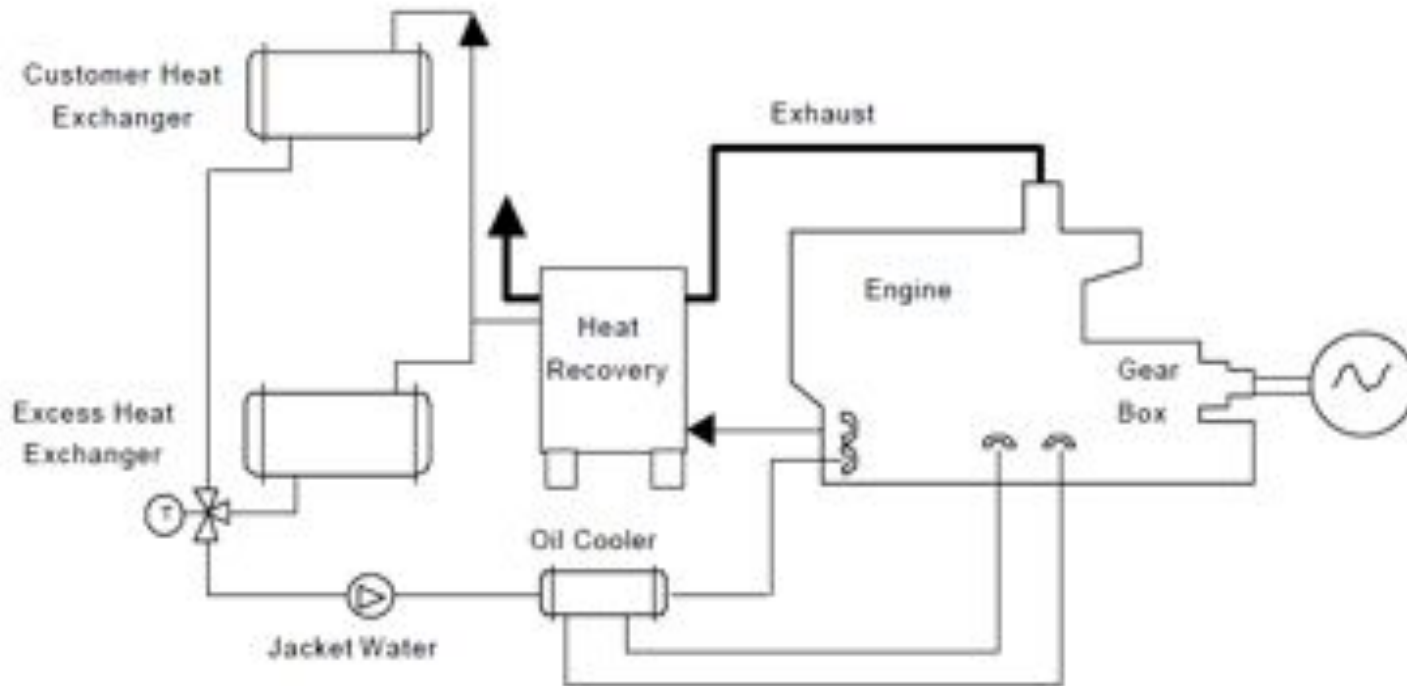 Customer Heat
Exchanger
Exhaust
Engine
Heat
Recovery
Gear
Box
Excess Heat
Exchanger
T
Oil Cooler
Jacket Water